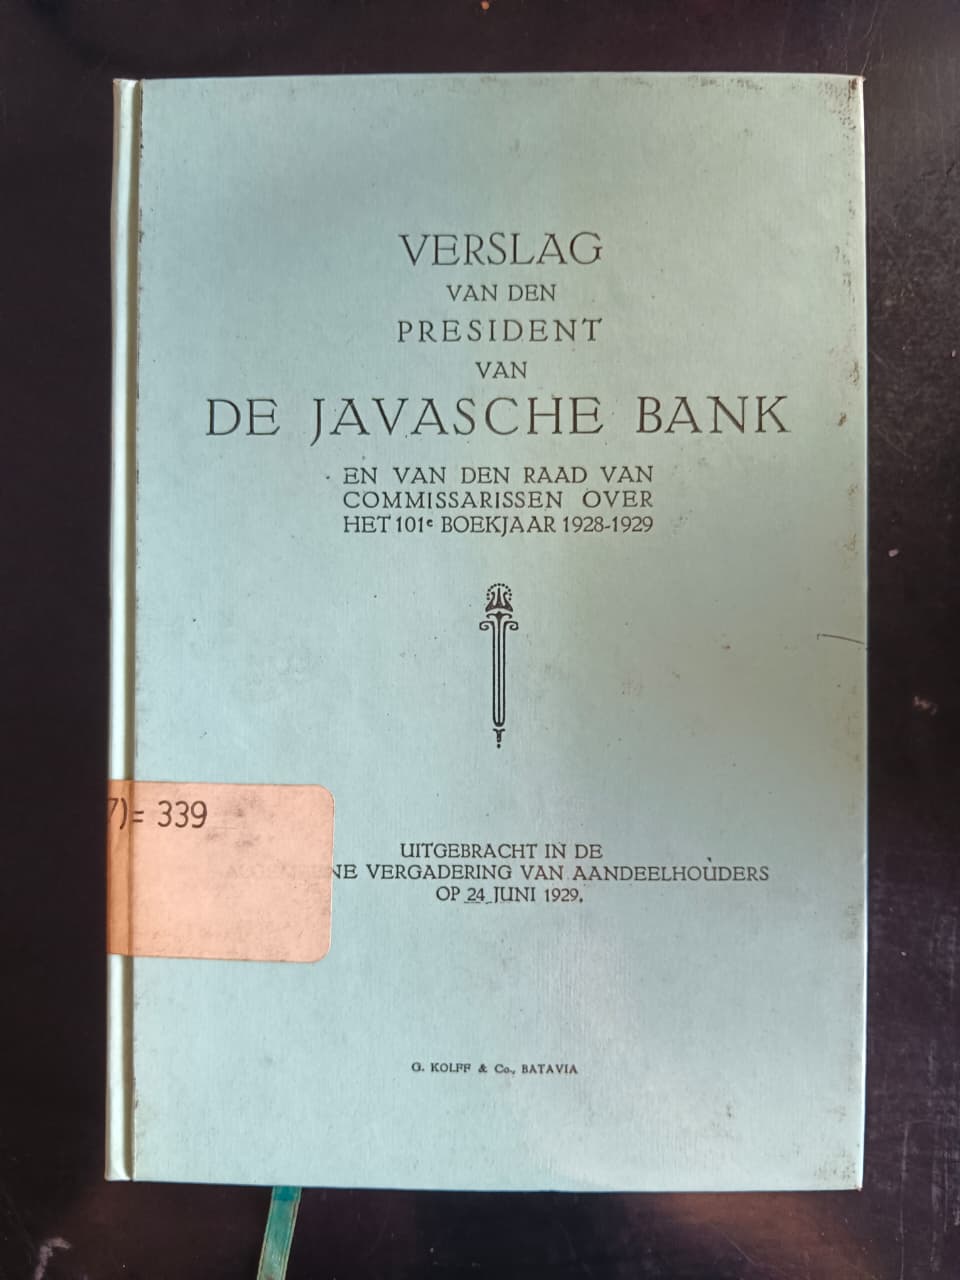 VERSLAG
VAN DEN
PRESIDENT
VAN
DE JAVASCHE BANK
EN VAN DEN RAAD VAN
COMMISSARISSEN OVER
HET 101e BOEKJAAR 1928-1929
7)= 339
UITGEBRACHT IN DE
ALGEMEENE VERGADERING VAN AANDEELHOUDERS
OP 24 JUNI 1929.
G. KOLFF & Co., BATAVIA